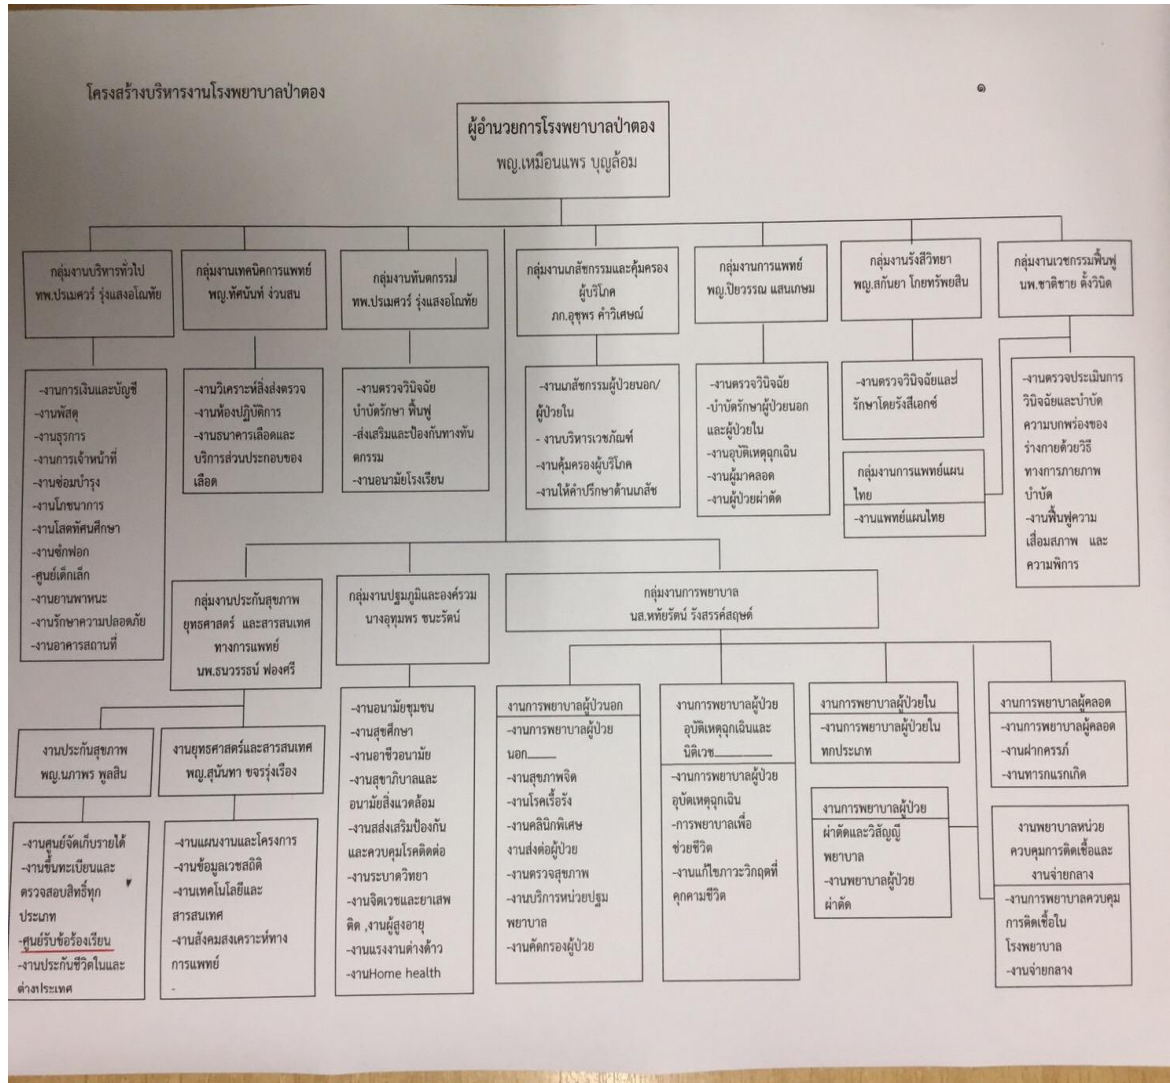 โครงสร้างบริหารงานโรงพยาบาลป่าตอง
๑
ผู้อำนวยการโรงพยาบาลป่าตอง
พญ.เหมือนแพร บุญล้อม
กลุ่มงานบริหารทั่วไป
ทพ.ปรเมศวร์ รุ่งแสงอโณทัย
กลุ่มงานเทคนิคการแพทย์
พญ.ทัศนันท์ ง่วนสน
กลุ่มงานทันตกรรม
ทพ.ปรเมศวร์ รุ่งแสงอโณทัย
กลุ่มงานเภสัชกรรมและคุ้มครอง
ผู้บริโภค
ภก.อุชุพร คำวิเศษณ์
กลุ่มงานการแพทย์
พญ.ปิยวรรณ แสนเกษม
กลุ่มงานรังสีวิทยา
พญ.สกันยา โกยทรัพยสิน
กลุ่มงานเวชกรรมฟื้นฟู
นพ.ชาติชาย ตั้งวินิต
-งานการเงินและบัญชี
-งานพัสดุ
-งานธุรการ
-งานการเจ้าหน้าที่
-งานซ่อมบำรุง
-งานโภชนาการ
-งานโสตทัศนศึกษา
-งานซักฟอก
-ศูนย์เด็กเล็ก
-งานยานพาหนะ
-งานรักษาความปลอดภัย
-งานอาคารสถานที่
-งานวิเคราะห์สิ่งส่งตรวจ
-งานห้องปฏิบัติการ
-งานธนาคารเลือดและ
บริการส่วนประกอบของ
เลือด
-งานตรวจวินิจฉัย
บำบัดรักษา ฟื้นฟู
-ส่งเสริมและป้องกันทางทัน
ตกรรม
-งานอนามัยโรงเรียน
-งานเภสัชกรรมผู้ป่วยนอก/
ผู้ป่วยใน
- งานบริหารเวชภัณฑ์
-งานคุ้มครองผู้บริโภค
-งานให้คำปรึกษาด้านเภสัช
-งานตรวจวินิจฉัย
-บำบัดรักษาผู้ป่วยนอก
และผู้ป่วยใน
-งานอุบัติเหตุฉุกเฉิน
-งานผู้มาคลอด
-งานผู้ป่วยผ่าตัด
-งานตรวจวินิจฉัยและ
รักษาโดยรังสีเอกซ์
กลุ่มงานการแพทย์แผน
ไทย
-งานแพทย์แผนไทย
-งานตรวจประเมินการ
วินิจฉัยและบำบัด
ความบกพร่องของ
ร่างกายด้วยวิธี
ทางการภายภาพ
บำบัด
-งานฟื้นฟูความ
เสื่อมสภาพ และ
ความพิการ
กลุ่มงานประกันสุขภาพ
ยุทธศาสตร์ และสารสนเทศ
ทางการแพทย์
นพ.ธนวรรธน์ ฟองศรี
กลุ่มงานปฐมภูมิและองค์รวม
นางอุทุมพร ชนะรัตน์
กลุ่มงานการพยาบาล
นส.หทัยรัตน์ รังสรรค์สฤษด์
งานประกันสุขภาพ
พญ.นภาพร พูลสิน
งานยุทธศาสตร์และสารสนเทศ
พญ.สุนันทา ขจรรุ่งเรือง
-งานศูนย์จัดเก็บรายได้
-งานขึ้นทะเบียนและ
ตรวจสอบสิทธิ์ทุก
ประเภท
-ศูนย์รับข้อร้องเรียน
-งานประกันชีวิตในและ
ต่างประเทศ
-งานแผนงานและโครงการ
-งานข้อมูลเวชสถิติ
-งานเทคโนโลยีและ
สารสนเทศ
-งานสังคมสงเคราะห์ทาง
การแพทย์
-
-งานอนามัยชุมชน
-งานสุขศึกษา
-งานอาชีวอนามัย
-งานสุขาภิบาลและ
อนามัยสิ่งแวดล้อม
-งานสส่งเสริมป้องกัน
และควบคุมโรคติดต่อ
-งานระบาดวิทยา
-งานจิตเวชและยาเสพ
ติด ,งานผู้สูงอายุ
-งานแรงงานต่างด้าว
-งานHome health
งานการพยาบาลผู้ป่วนอก
-งานการพยาบาลผู้ป่วย
นอก
-งานสุขภาพจิต
-งานโรคเรื้อรัง
-งานคลินิกพิเศษ
งานส่งต่อผู้ป่วย
-งานตรวจสุขภาพ
-งานบริการหน่วยปฐม
พยาบาล
-งานคัดกรองผู้ป่วย
งานการพยาบาลผู้ป่วย
อุบัติเหตุฉุกเฉินและ
นิติเวช
-งานการพยาบาลผู้ป่วย
อุบัตเหตุฉุกเฉิน
-การพยาบาลเพื่อ
ช่วยชีวิต
-งานแก้ไขภาวะวิกฤตที่
คุกคามชีวิต
งานการพยาบาลผู้ป่วยใน
-งานการพยาบาลผู้ป่วยใน
ทกประเภท
งานการพยาบาลผู้ป่วย
ผ่าตัดและวิสัญญี
พยาบาล
-งานพยาบาลผู้ป่วย
ผ่าตัด
งานการพยาบาลผู้คลอด
-งานการพยาบาลผู้คลอด
-งานฝากครรภ์
-งานทารกแรกเกิด
งานพยาบาลหน่วย
ควบคุมการติดเชื้อและ
งานจ่ายกลาง
-งานการพยาบาลควบคุม
การติดเชื้อใน
โรงพยาบาล
-งานจ่ายกลาง